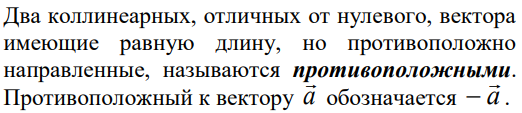 Два коллинеарных, отличных от нулевого, вектора
имеющие равную длину, но противоположно
направленные, называются противоположными.
Противоположный к вектору a⃗ обозначается −a⃗.